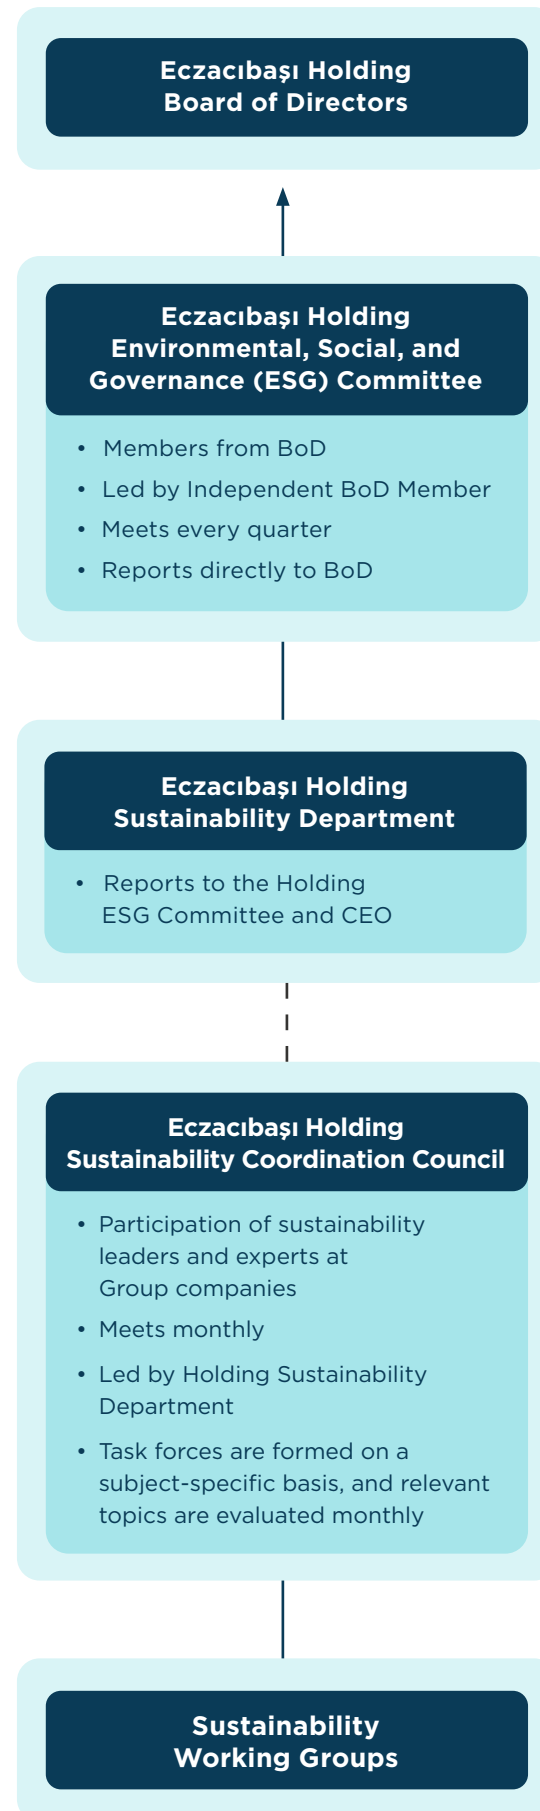 Eczacıbaşı Holding
Board of Directors
Eczacıbaşı Holding
Environmental, Social, and
Governance (ESG) Committee
• Members from BoD
• Led by Independent BoD Member
• Meets every quarter
• Reports directly to BoD
Eczacıbaşı Holding
Sustainability Department
• Reports to the Holding
ESG Committee and CEO
Eczacıbaşı Holding
Sustainability Coordination Council
• Participation of sustainability
leaders and experts at
Group companies
• Meets monthly
• Led by Holding Sustainability
Department
• Task forces are formed on a
subject-specific basis, and relevant
topics are evaluated monthly
Sustainability
Working Groups